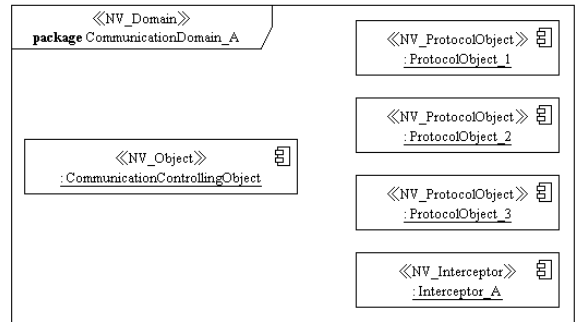 ≪NV_Domain≫
package CommunicationDomain_A
≪NV_Object≫
: CommunicationControllingObject
≪NV_ProtocolObject≫
: ProtocolObject_1
≪NV_ProtocolObject≫
: ProtocolObject_2
≪NV_ProtocolObject≫
: ProtocolObject_3
≪NV_Interceptor≫
: Interceptor_A